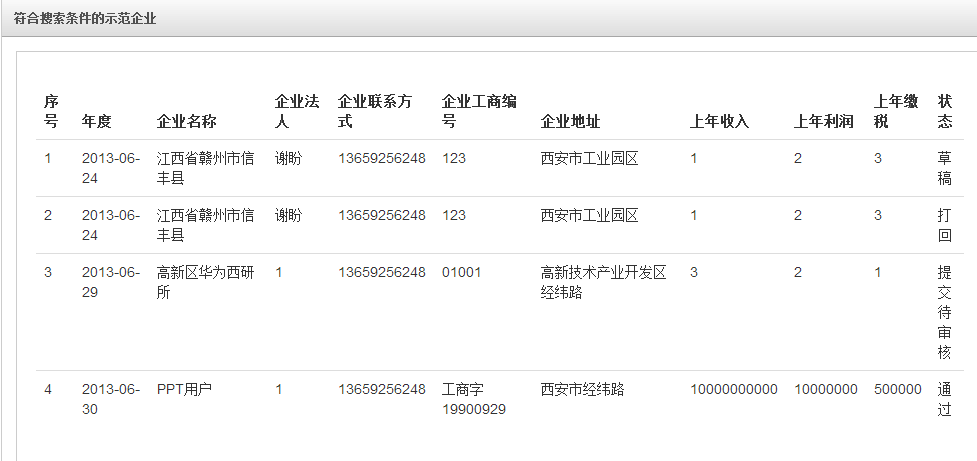 符合搜索条件的示范企业
序号 年度 企业名称 企业法人 企业联系方式 企业工商编号 企业地址 上年收入 上年利润 上年缴税 状态
1 2013-06-24 江西省赣州市信丰县 谢盼 13659256248 123 西安市工业园区 1 2 3 草稿
2 2013-06-24 江西省赣州市信丰县 谢盼 13659256248 123 西安市工业园区 1 2 3 打回
3 2013-06-29 高新区华为西研所 1 13659256248 01001 高新技术产业开发区经纬路 3 2 1 提交待审核
4 2013-06-30 PPT用户 1 13659256248 工商字19900929 西安市经纬路 10000000000 10000000 500000 通过